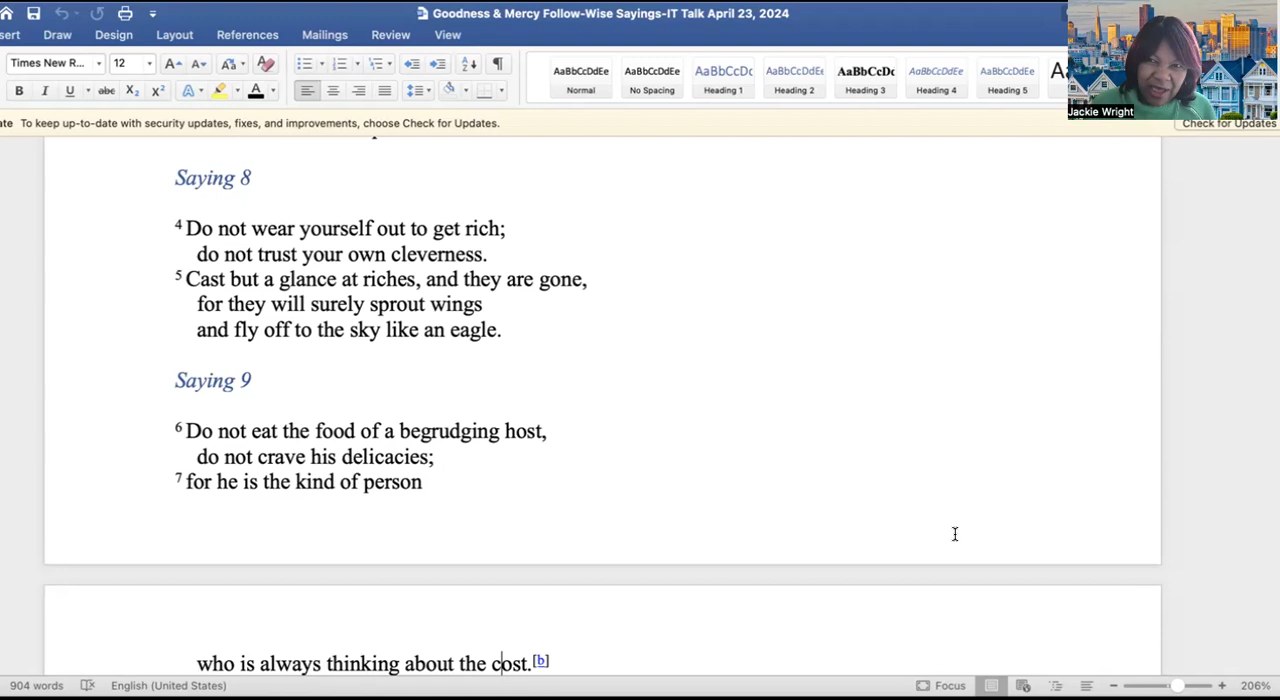 Goodness & Mercy Follow-Wise Sayings-IT Talk April 23, 2024
sert Draw Design Layout References Mailings Review View
Times New R... 12
AaBbCcDdEe AaBbCcDdEe AaBbCcDc AaBbCcDdEe AaBbCcDc AaBbCcDdEe AaBbCcDdEe
Normal No Spacing Heading 1 Heading 2 Heading 3 Heading 4 Heading 5
Jackie Wright
ate To keep up-to-date with security updates, fixes, and improvements, choose Check for Updates.
Check for Updates
Saying 8
4 Do not wear yourself out to get rich;
do not trust your own cleverness.
5 Cast but a glance at riches, and they are gone,
for they will surely sprout wings
and fly off to the sky like an eagle.
Saying 9
6 Do not eat the food of a begrudging host,
do not crave his delicacies;
7 for he is the kind of person
who is always thinking about the cost.[b]
904 words English (United States) Focus 206%